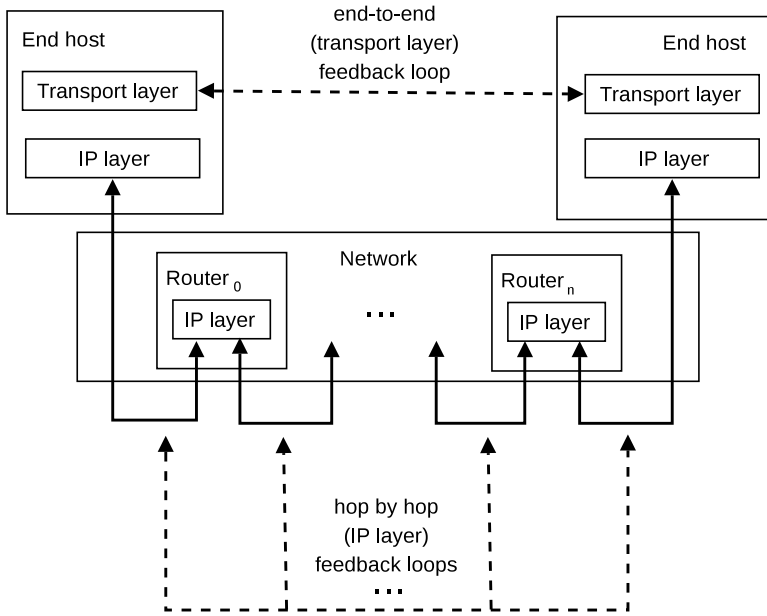 end-to-end
(transport layer)
feedback loop
End host
Transport layer
IP layer
End host
Transport layer
IP layer
Network
Router 0
IP layer
...
Router n
IP layer
hop by hop
(IP layer)
feedback loops
...